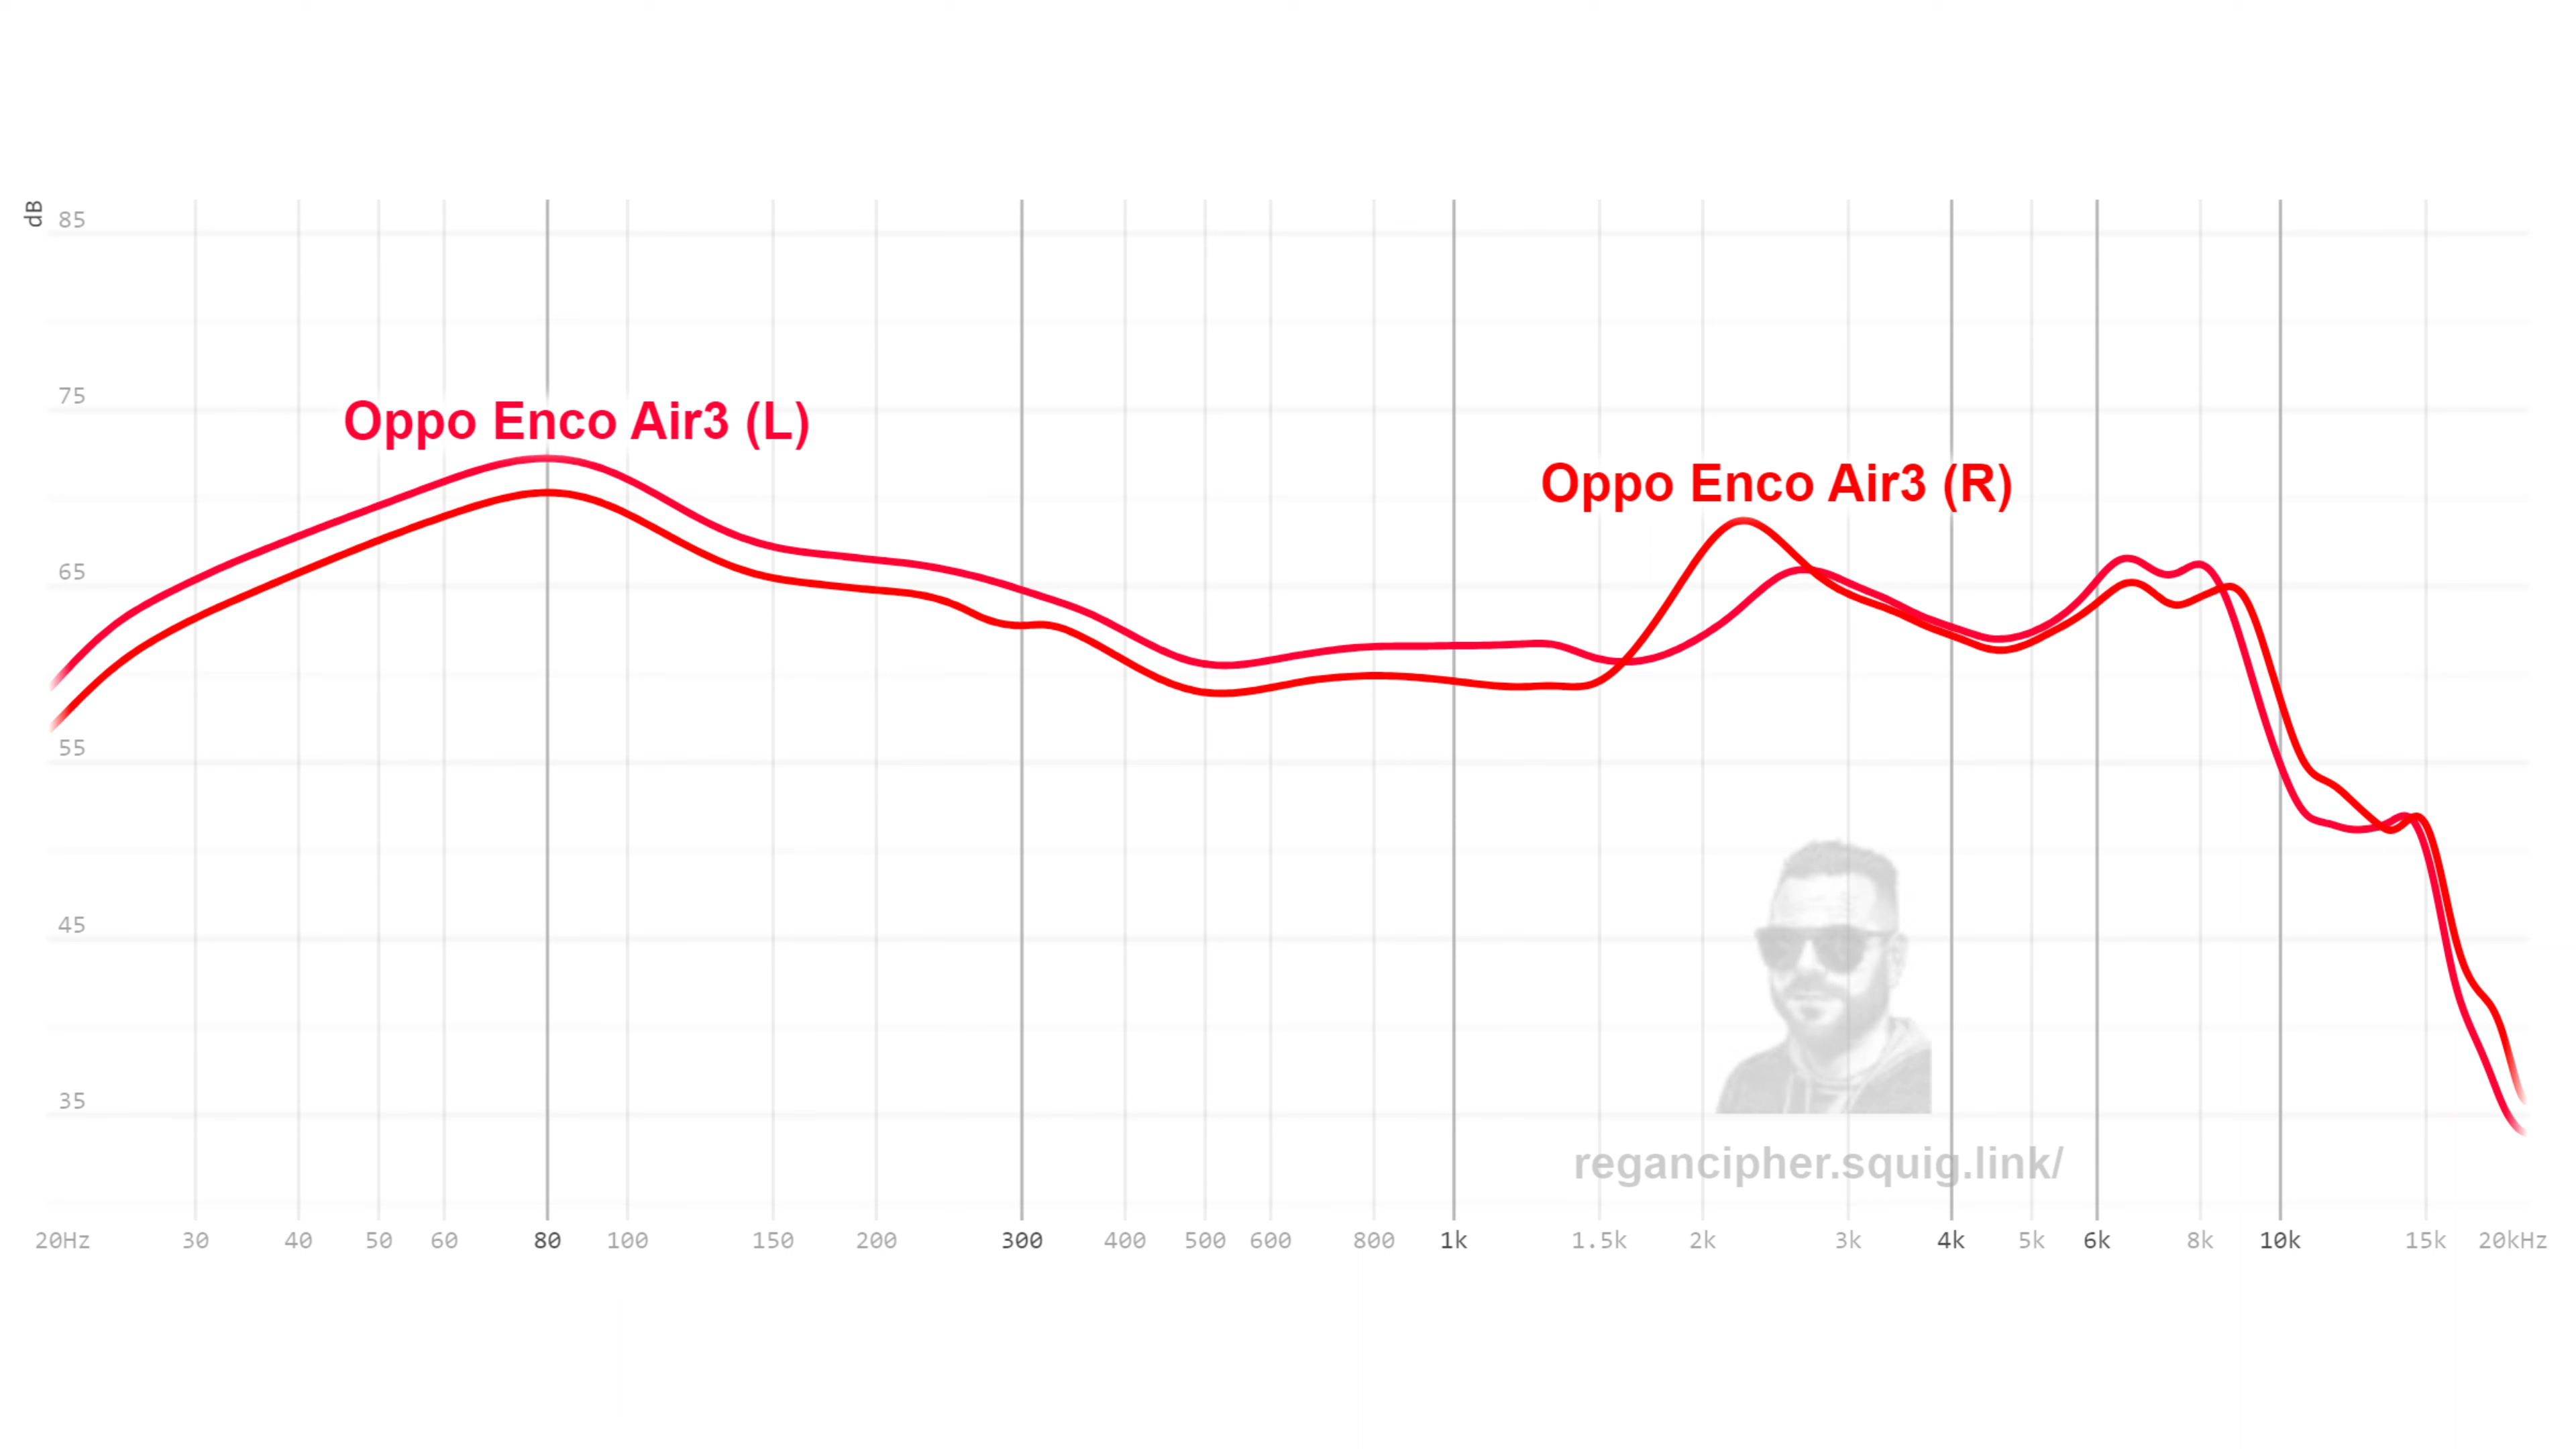 dB
85
75
Oppo Enco Air3 (L)
Oppo Enco Air3 (R)
65
55
45
35
regancipher.squig.link/
20Hz 30 40 50 60 80 100 150 200 300 400 500 600 800 1k 1.5k 2k 3k 4k 5k 6k 8k 10k 15k 20kHz